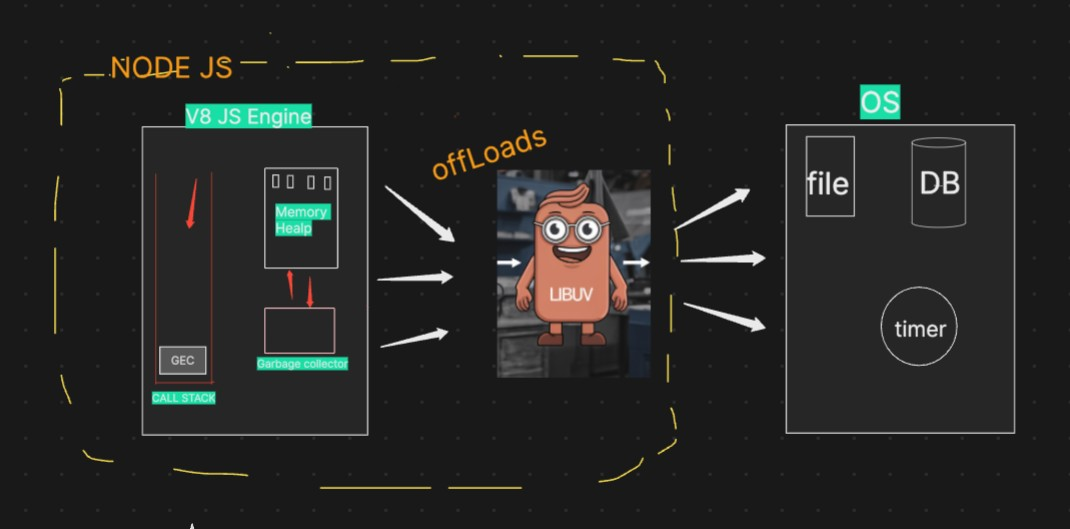 NODE JS
V8 JS Engine
offLoads
OS
file
DB
Memory
Healp
LIBUV
timer
GEC
Garbage collector
CALL STACK